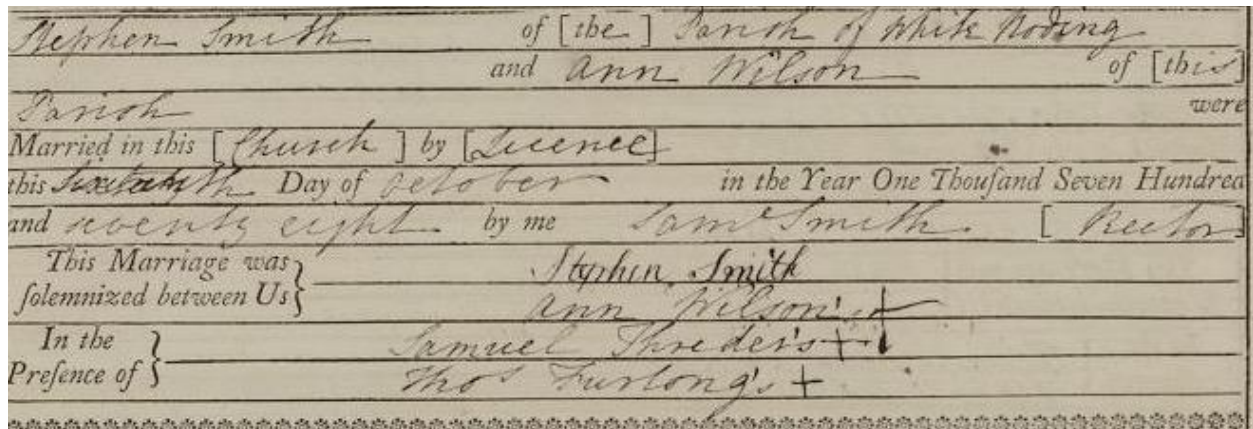 Stephen Smith of [the] Parish of White Roding
and Ann Wilson of [this]
Parish were
Married in this [Church] by [Licence]
this Day of October in the Year One Thouſand Seven Hundred
and seventy eight by me Saml Smith [Rector]
This Marriage was Stephen Smith
ſolemnized between Us Ann Wilson's +
In the Samuel Threder's +
Preſence of Thos Furlong's +